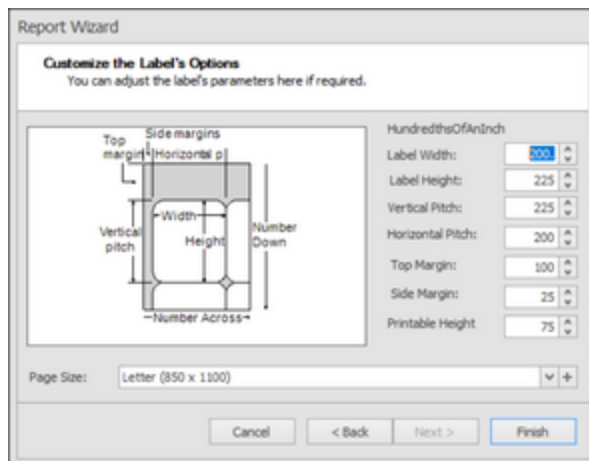 Report Wizard
Customize the Label's Options
You can adjust the label's parameters here if required.
Side margins
Top margin
Horizontal p
Vertical pitch
Width
Height
Number Down
Number Across
HundredthsOfAnInch
Label Width: 200.
Label Height: 225
Vertical Pitch: 225
Horizontal Pitch: 200
Top Margin: 100
Side Margin: 25
Printable Height 75
Page Size: Letter (850 x 1100)
Cancel < Back Next > Finish